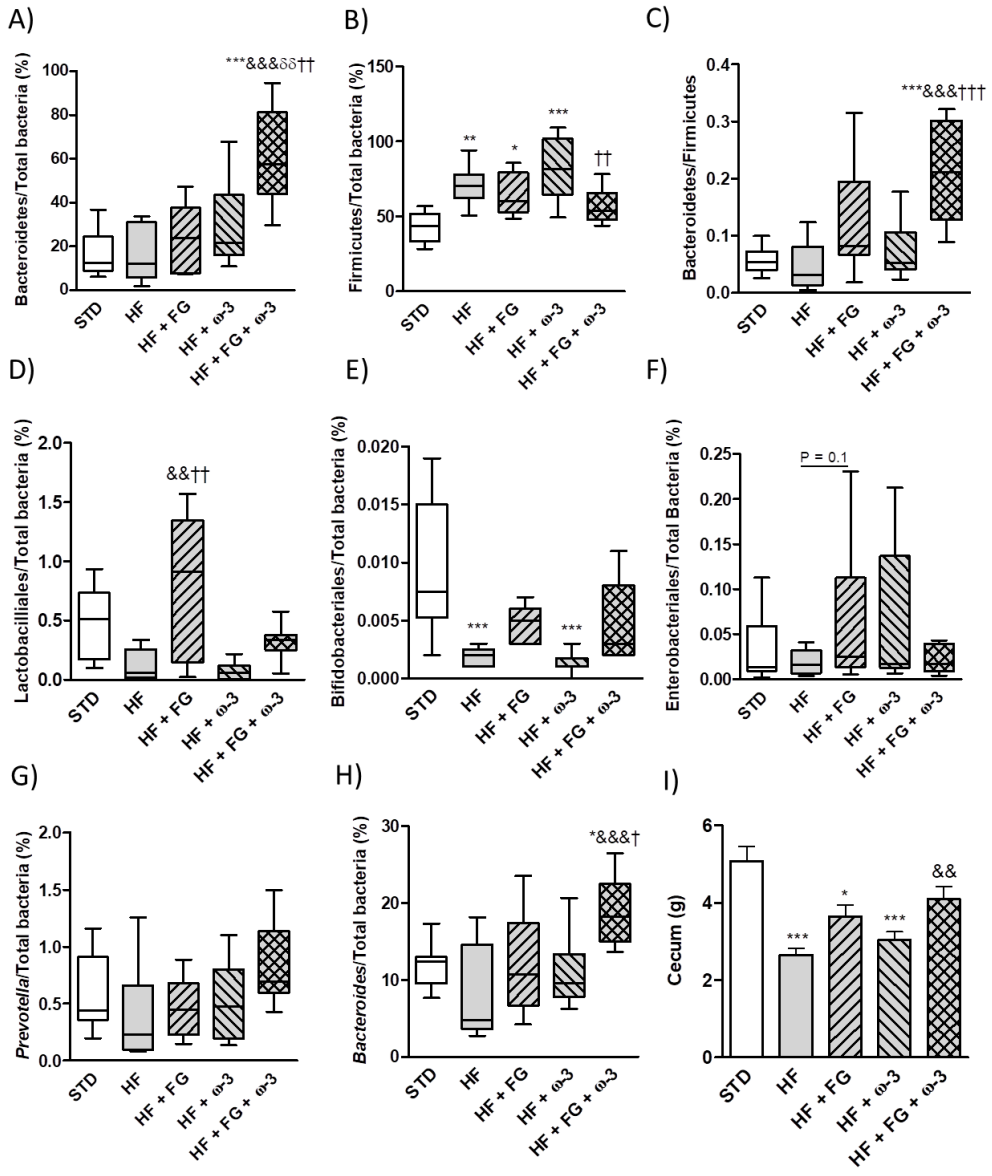 A)
Bacteroidetes/Total bacteria (%)
100
80
60
40
20
0
***&&&δδ††
STD
HF
HF + FG
HF + ω-3
HF + FG + ω-3
B)
Firmicutes/Total bacteria (%)
150
100
50
0
**
*
***
††
STD
HF
HF + FG
HF + ω-3
HF + FG + ω-3
C)
Bacteroides/Firmicutes
0.4
0.3
0.2
0.1
0.0
***&&&†††
STD
HF
HF + FG
HF + ω-3
HF + FG + ω-3
D)
Lactobacilliales/Total bacteria (%)
2.0
1.5
1.0
0.5
0.0
&&††
STD
HF
HF + FG
HF + ω-3
HF + FG + ω-3
E)
Bifidobacteriales/Total bacteria (%)
0.020
0.015
0.010
0.005
0.000
***
***
STD
HF
HF + FG
HF + ω-3
HF + FG + ω-3
F)
Enterobacteriales/Total Bacteria (%)
0.25
0.20
0.15
0.10
0.05
0.00
P = 0.1
STD
HF
HF + FG
HF + ω-3
HF + FG + ω-3
G)
Prevotella/Total bacteria (%)
2.0
1.5
1.0
0.5
0.0
STD
HF
HF + FG
HF + ω-3
HF + FG + ω-3
H)
Bacteroides/Total bacteria (%)
30
20
10
0
*&&&†
STD
HF
HF + FG
HF + ω-3
HF + FG + ω-3
I)
Cecum (g)
6
4
2
0
***
*
***
&&
STD
HF
HF + FG
HF + ω-3
HF + FG + ω-3